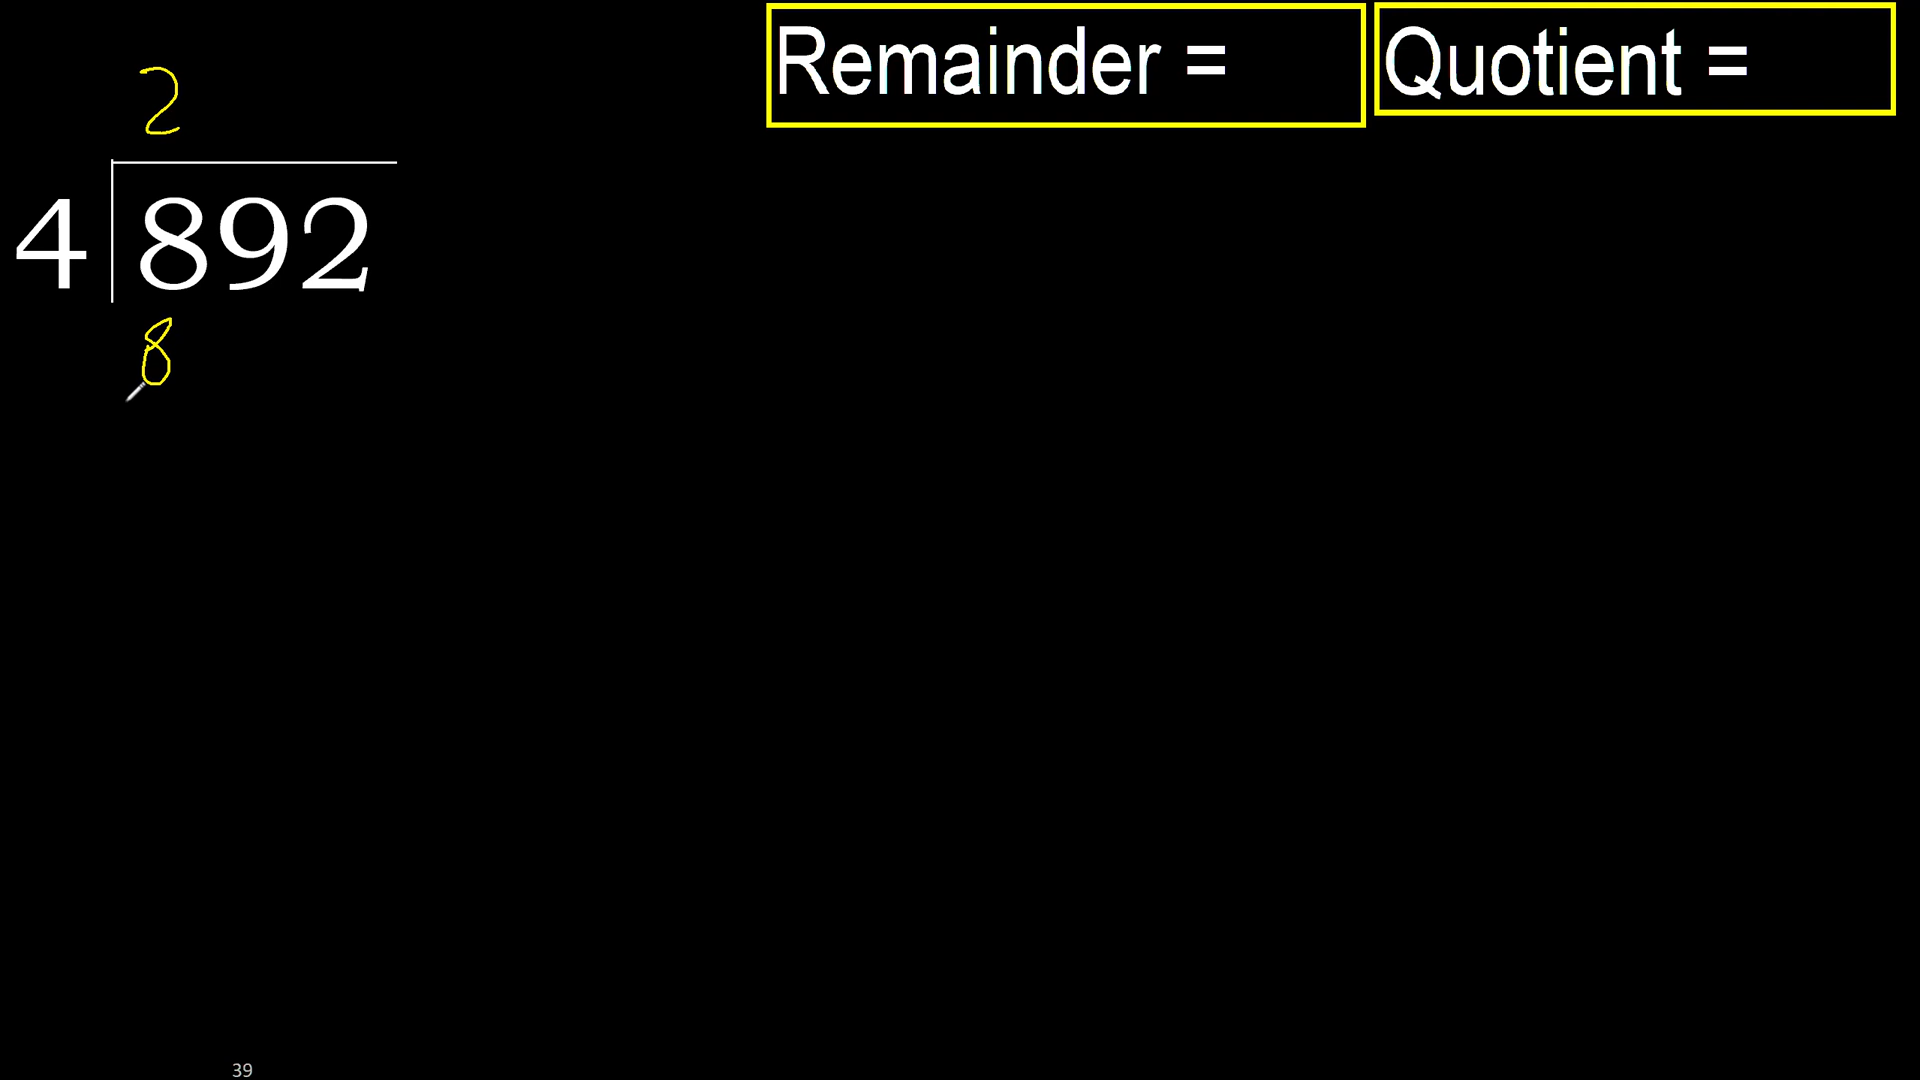 Remainder =
Quotient =
2
4 892
8
39